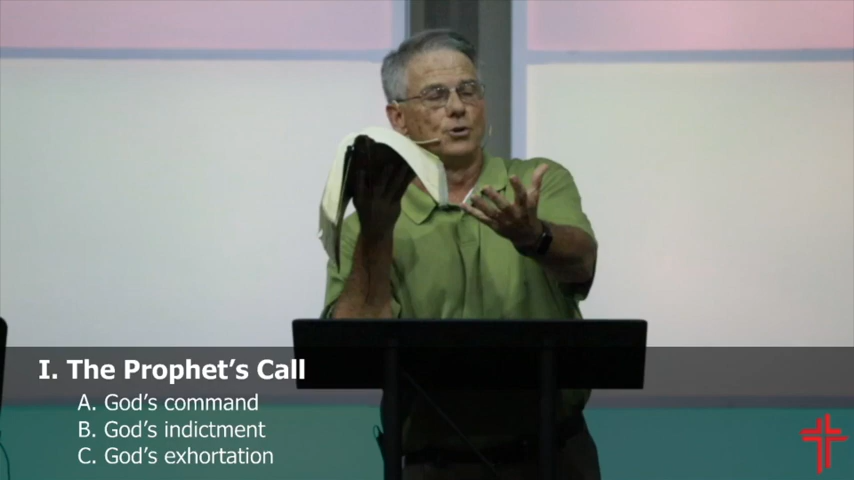 I. The Prophet's Call
A. God's command
B. God's indictment
C. God's exhortation